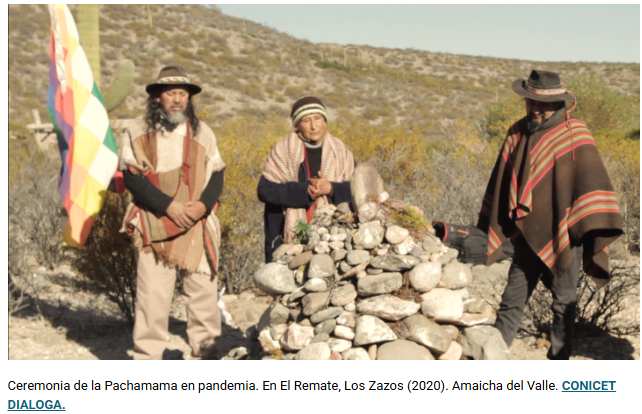 Ceremonia de la Pachamama en pandemia. En El Remate, Los Zazos (2020). Amaicha del Valle. CONICET
DIALOGA.